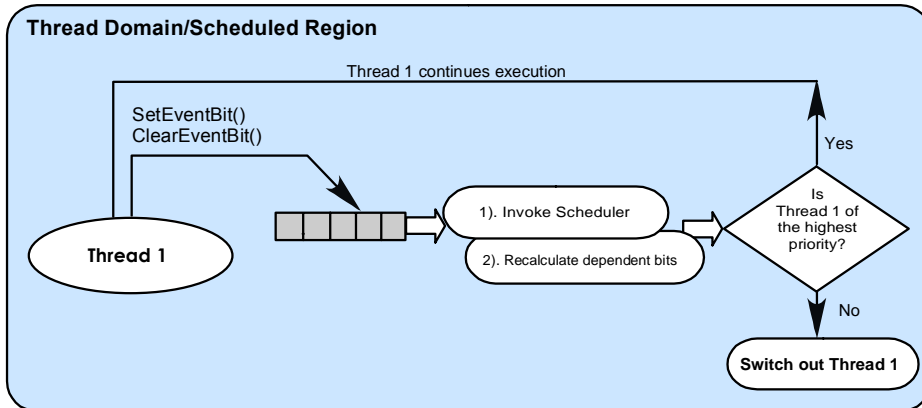 Thread Domain/Scheduled Region
Thread 1 continues execution
SetEventBit()
ClearEventBit()
Yes
Thread 1
1). Invoke Scheduler
2). Recalculate dependent bits
Is
Thread 1 of
the highest
priority?
No
Switch out Thread 1